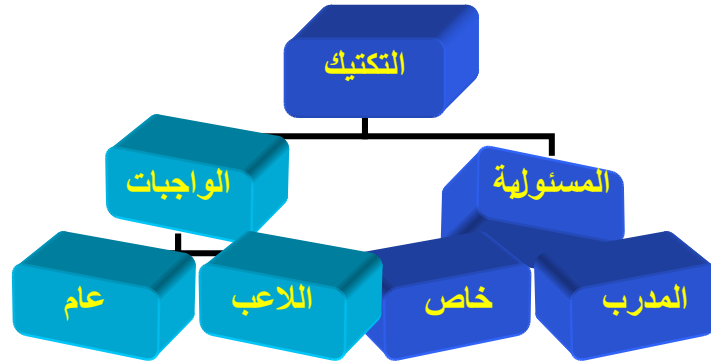 التكتيك
المسئولية
الواجبات
المدرب
خاص
اللاعب
عام